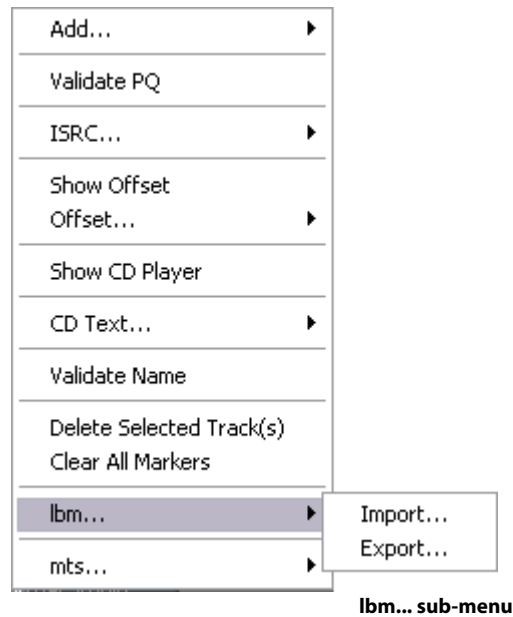 Add...
Validate PQ
ISRC...
Show Offset
Offset...
Show CD Player
CD Text...
Validate Name
Delete Selected Track(s)
Clear All Markers
lbm...
Import...
Export...
mts...
lbm... sub-menu